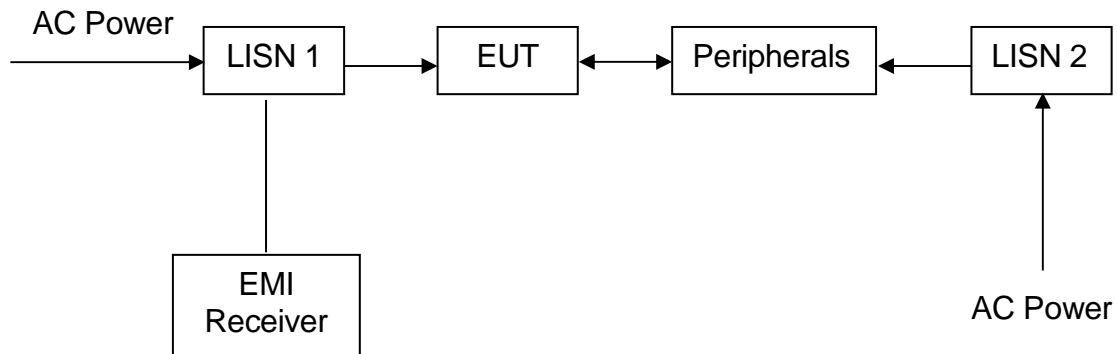 AC Power
LISN 1
EUT
Peripherals
LISN 2
EMI
Receiver
AC Power